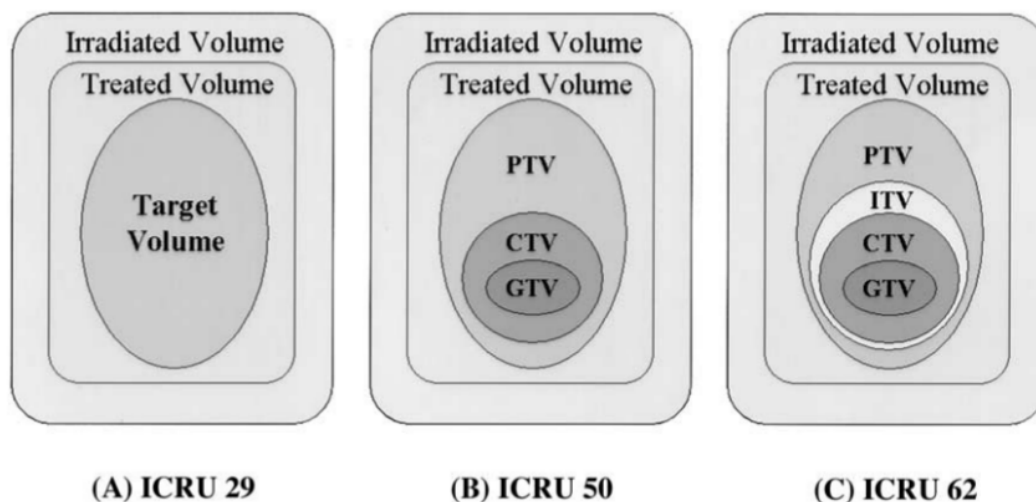 Irradiated Volume
Treated Volume
Target
Volume
(A) ICRU 29
Irradiated Volume
Treated Volume
PTV
CTV
GTV
(B) ICRU 50
Irradiated Volume
Treated Volume
PTV
ITV
CTV
GTV
(C) ICRU 62